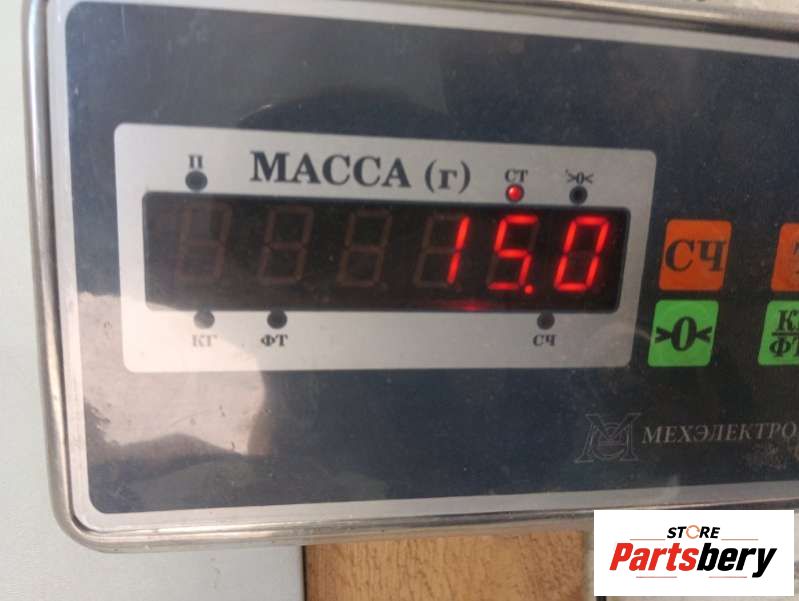 П МАССА (г) СТ >0<
15.0
КГ ФТ СЧ
СЧ
>0<
МЕХЭЛЕКТРО
STORE
Partsbery